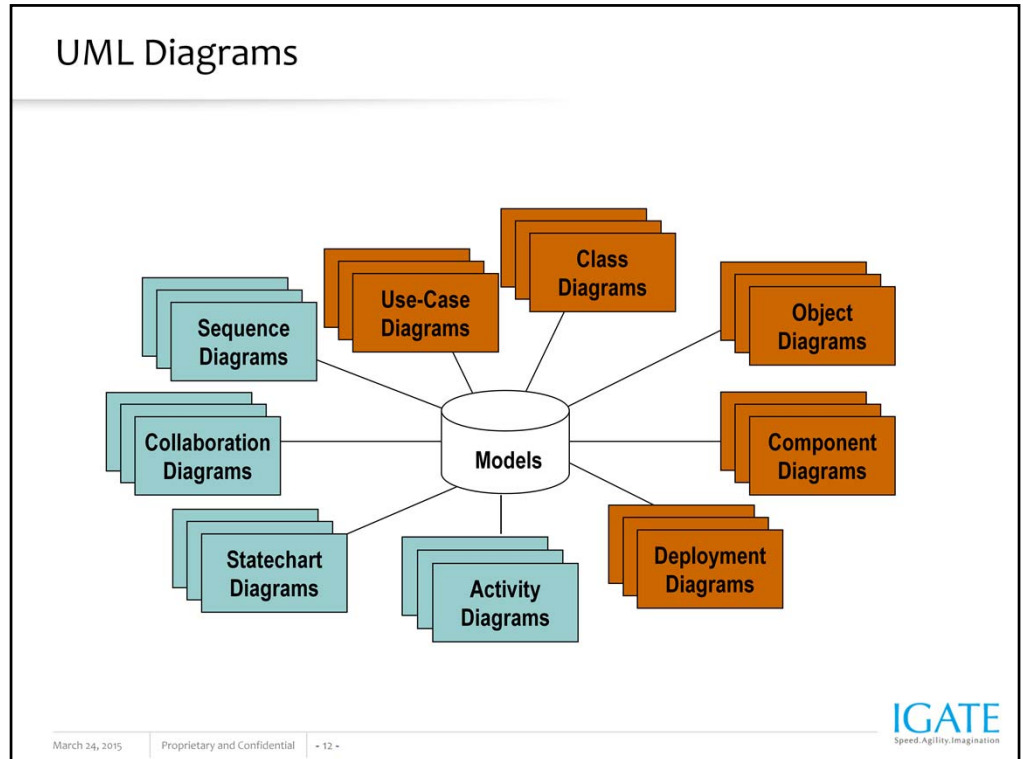 UML Diagrams
Class
Diagrams
Use-Case
Diagrams
Object
Diagrams
Sequence
Diagrams
Collaboration
Diagrams
Models
Component
Diagrams
Statechart
Diagrams
Activity
Diagrams
Deployment
Diagrams
March 24, 2015
Proprietary and Confidential
- 12 -
IGATE
Speed.Agility.Imagination